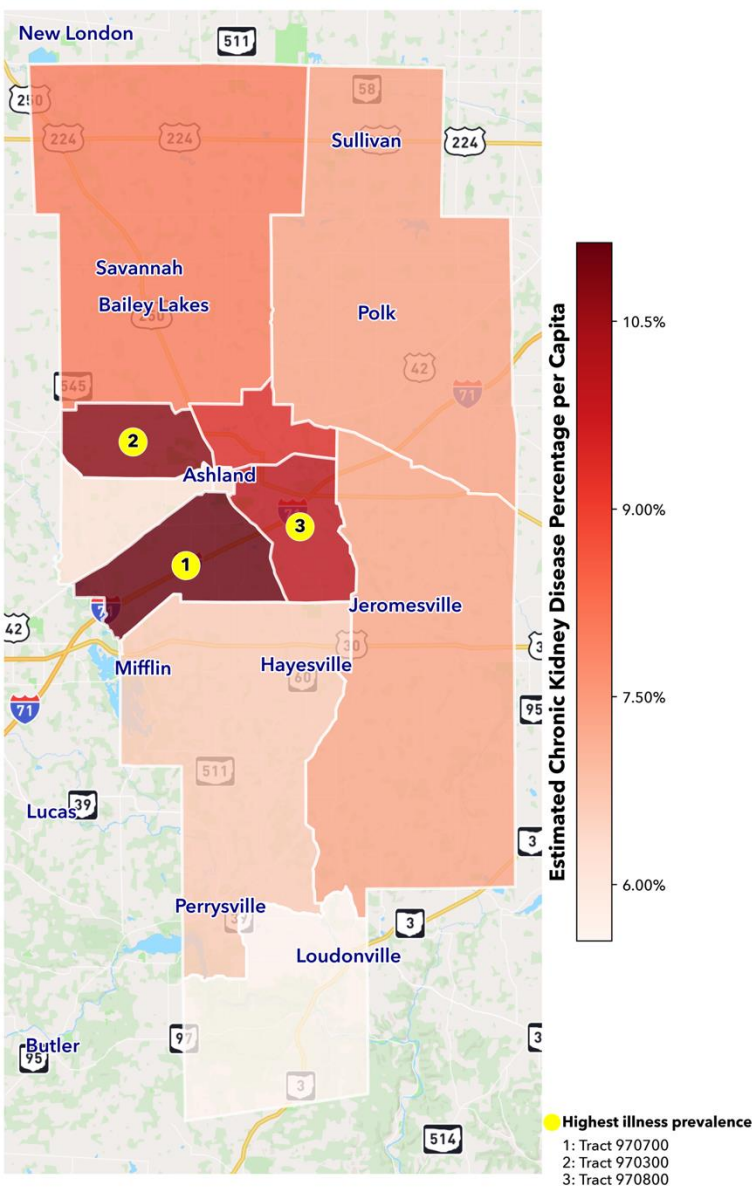 New London
511
250
58
224
224
Sullivan
224
Savannah
Bailey Lakes
250
Polk
42
545
71
2
Ashland
3
1
71
42
Jeromesville
30
Mifflin
Hayesville
60
71
95
511
Lucas
39
3
Perrysville
39
3
Loudonville
Butler
95
97
3
3
514
Estimated Chronic Kidney Disease Percentage per Capita
10.5%
9.00%
7.50%
6.00%
Highest illness prevalence
1: Tract 970700
2: Tract 970300
3: Tract 970800